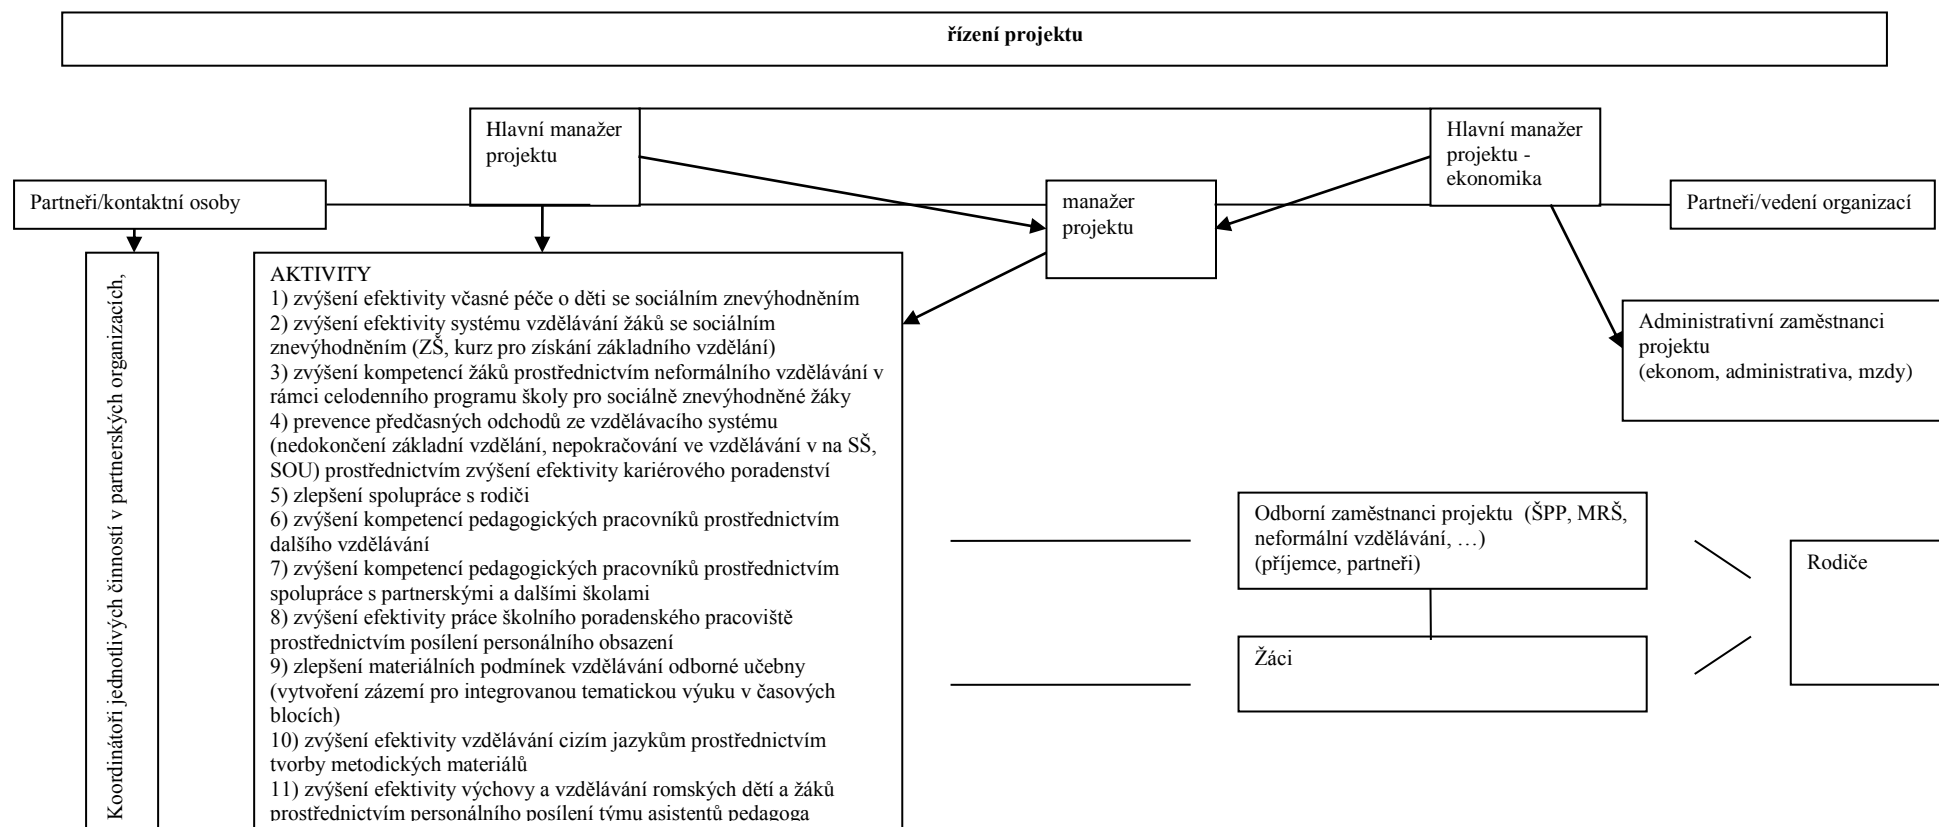 řízení projektu
Hlavní manažer
projektu
Hlavní manažer
projektu -
ekonomika
Partneři/kontaktní osoby
manažer
projektu
Partneři/vedení organizací
Koordinátoři jednotlivých činností v partnerských organizacích,
AKTIVITY
1) zvýšení efektivity včasné péče o děti se sociálním znevýhodněním
2) zvýšení efektivity systému vzdělávání žáků se sociálním
znevýhodněním (ZŠ, kurz pro získání základního vzdělání)
3) zvýšení kompetencí žáků prostřednictvím neformálního vzdělávání v
rámci celodenního programu školy pro sociálně znevýhodněné žáky
4) prevence předčasných odchodů ze vzdělávacího systému
(nedokončení základní vzdělání, nepokračování ve vzdělávání v na SŠ,
SOU) prostřednictvím zvýšení efektivity kariérového poradenství
5) zlepšení spolupráce s rodiči
6) zvýšení kompetencí pedagogických pracovníků prostřednictvím
dalšího vzdělávání
7) zvýšení kompetencí pedagogických pracovníků prostřednictvím
spolupráce s partnerskými a dalšími školami
8) zvýšení efektivity práce školního poradenského pracoviště
prostřednictvím posílení personálního obsazení
9) zlepšení materiálních podmínek vzdělávání odborné učebny
(vytvoření zázemí pro integrovanou tematickou výuku v časových
blocích)
10) zvýšení efektivity vzdělávání cizím jazykům prostřednictvím
tvorby metodických materiálů
11) zvýšení efektivity výchovy a vzdělávání romských dětí a žáků
prostřednictvím personálního posílení týmu asistentů pedagoga
Administrativní zaměstnanci
projektu
(ekonom, administrativa, mzdy)
Odborní zaměstnanci projektu (ŠPP, MRŠ,
neformální vzdělávání, …)
(příjemce, partneři)
Rodiče
Žáci